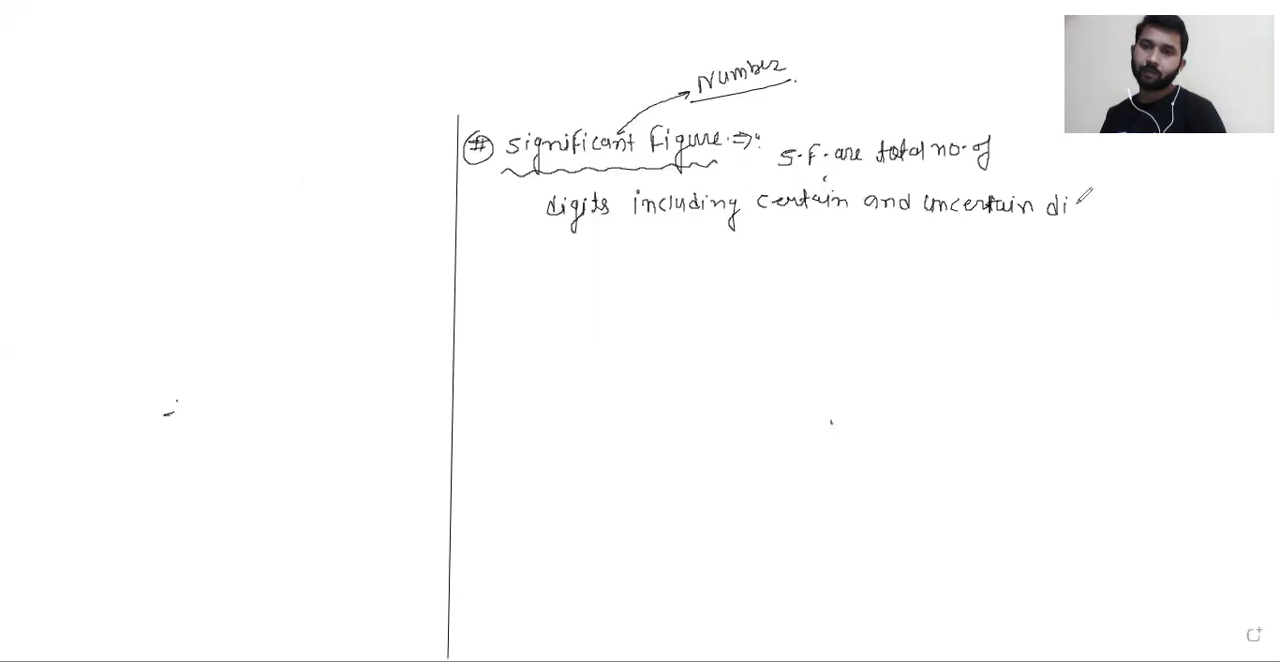 Number.
# Significant Figure ⇒: S.F. are total no. of
digits including certain and uncertain di